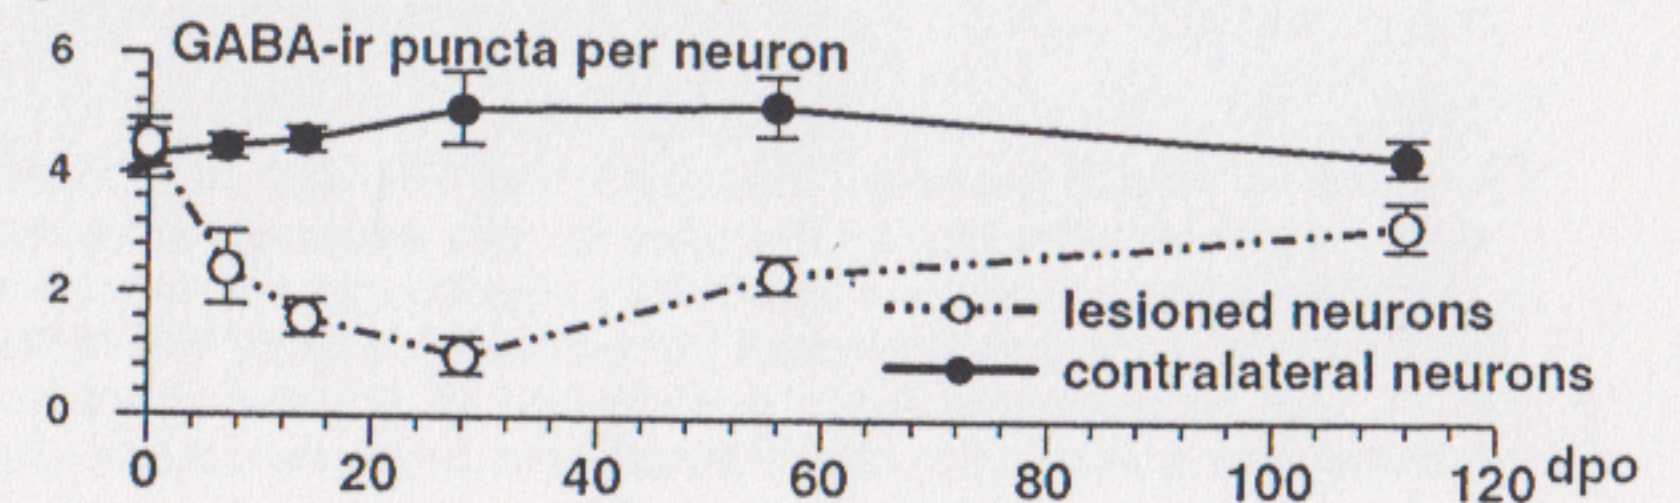 GABA-ir puncta per neuron
6
4
2
0
lesioned neurons
contralateral neurons
0 20 40 60 80 100 120 dpo